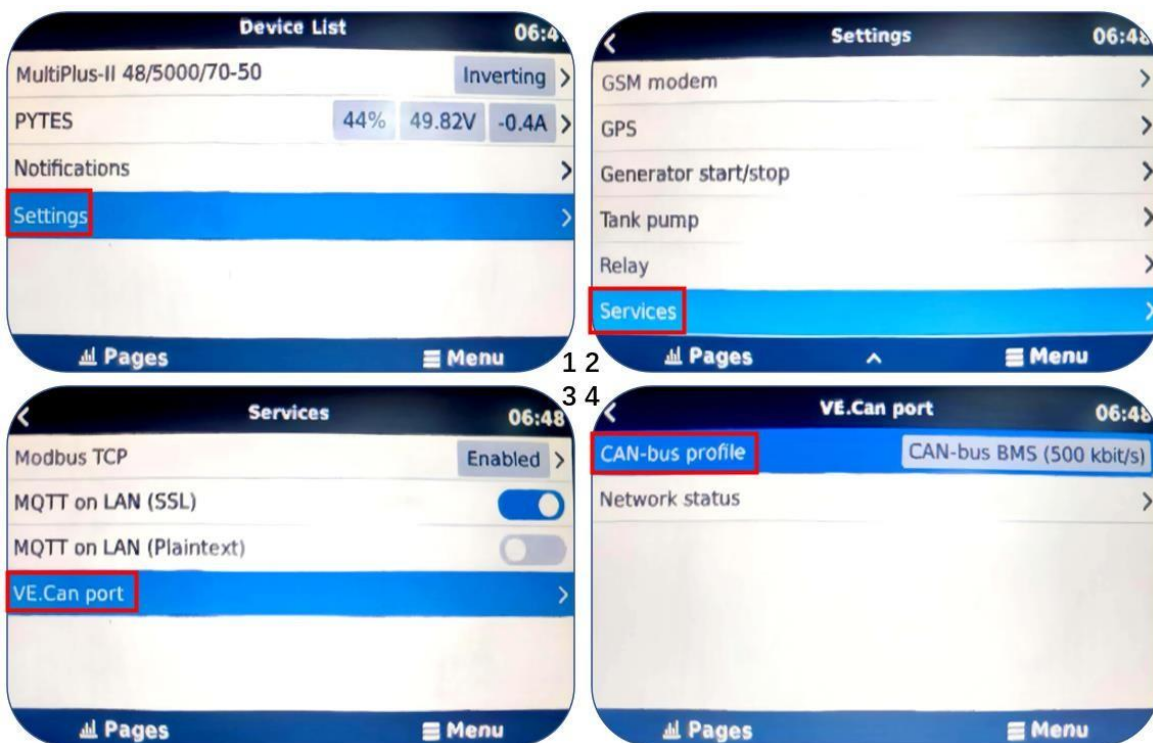 Device List 06:4
MultiPlus-II 48/5000/70-50 Inverting
PYTES 44% 49.82V -0.4A
Notifications
Settings
Pages Menu
Settings 06:48
GSM modem
GPS
Generator start/stop
Tank pump
Relay
Services
Pages Menu
1 2
3 4
Services 06:48
Modbus TCP Enabled
MQTT on LAN (SSL)
MQTT on LAN (Plaintext)
VE.Can port
Pages Menu
VE.Can port 06:48
CAN-bus profile CAN-bus BMS (500 kbit/s)
Network status
Pages Menu